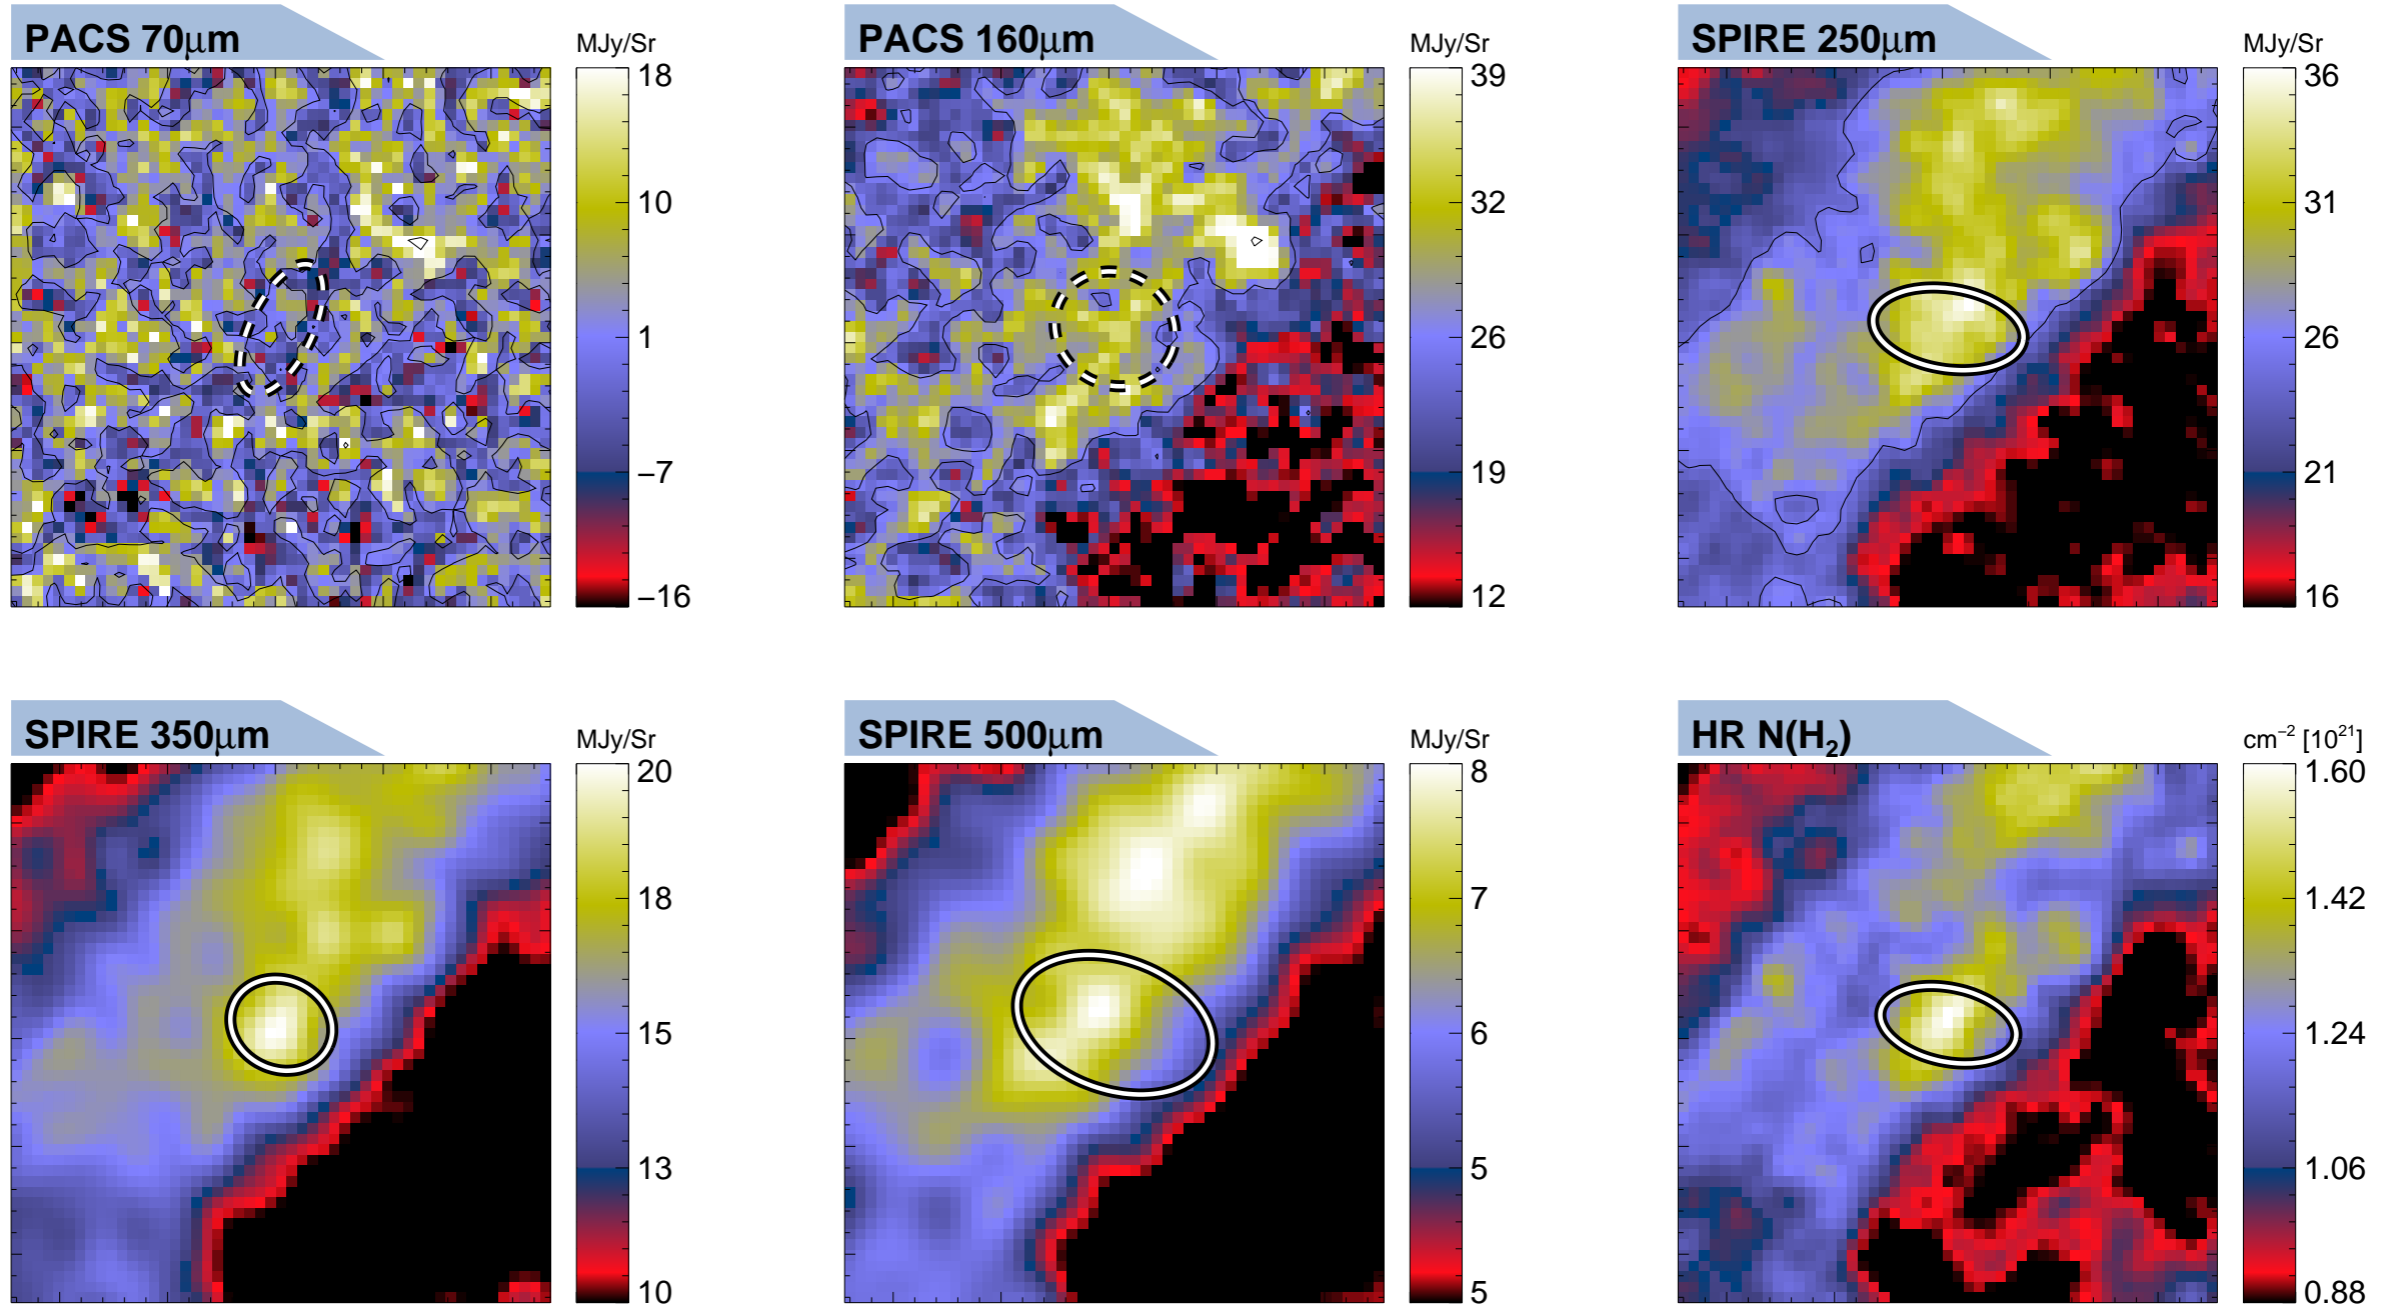 PACS 70μm
MJy/Sr
18
10
1
−7
−16
PACS 160μm
MJy/Sr
39
32
26
19
12
SPIRE 250μm
MJy/Sr
36
31
26
21
16
SPIRE 350μm
MJy/Sr
20
18
15
13
10
SPIRE 500μm
MJy/Sr
8
7
6
5
5
HR N(H₂)
cm⁻² [10²¹]
1.60
1.42
1.24
1.06
0.88